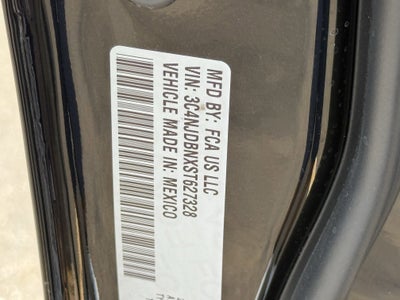 MFD BY: FCA US LLC
VIN: 3C4NJDBNXST627328
VEHICLE MADE IN: MEXICO